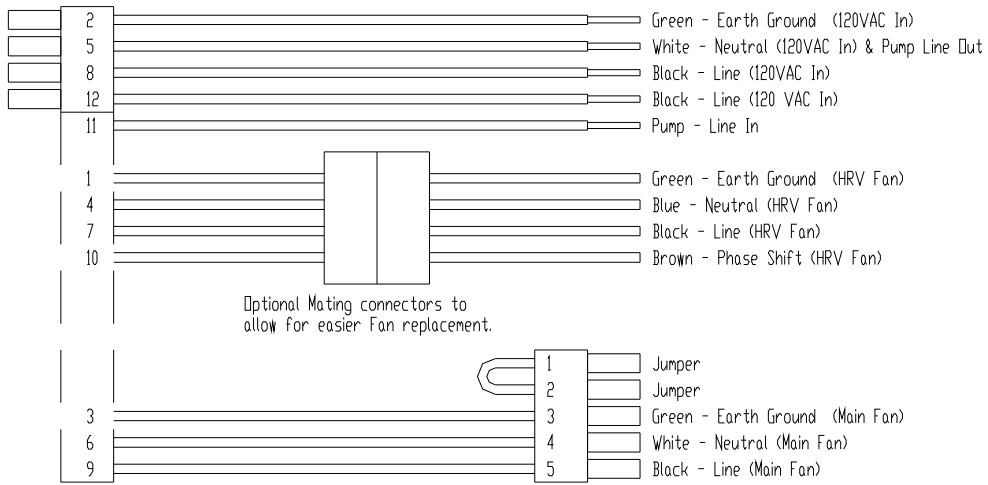 2 Green - Earth Ground (120VAC In)
5 White - Neutral (120VAC In) & Pump Line Out
8 Black - Line (120VAC In)
12 Black - Line (120 VAC In)
11 Pump - Line In
1 Green - Earth Ground (HRV Fan)
4 Blue - Neutral (HRV Fan)
7 Black - Line (HRV Fan)
10 Brown - Phase Shift (HRV Fan)
Optional Mating connectors to
allow for easier Fan replacement.
1 Jumper
2 Jumper
3 3 Green - Earth Ground (Main Fan)
6 4 White - Neutral (Main Fan)
9 5 Black - Line (Main Fan)